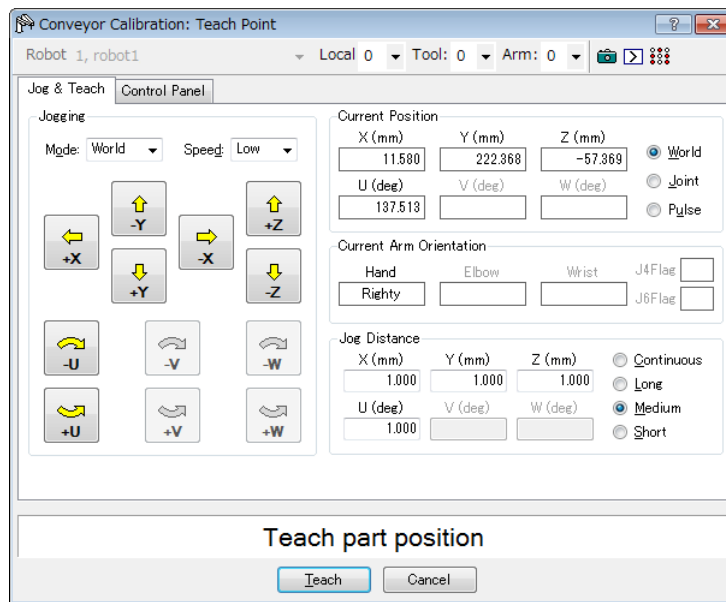 Conveyor Calibration: Teach Point
Robot 1, robot1 Local 0 Tool: 0 Arm: 0
Jog & Teach Control Panel
Jogging
Mode: World Speed: Low
-Y
+Z
+X
-X
+Y
-Z
-U -V -W
+U +V +W
Current Position
X (mm) Y (mm) Z (mm)
11.580 222.368 -57.369
U (deg) V (deg) W (deg)
137.513
World
Joint
Pulse
Current Arm Orientation
Hand Elbow Wrist J4Flag
Righty J6Flag
Jog Distance
X (mm) Y (mm) Z (mm)
1.000 1.000 1.000
U (deg) V (deg) W (deg)
1.000
Continuous
Long
Medium
Short
Teach part position
Teach Cancel